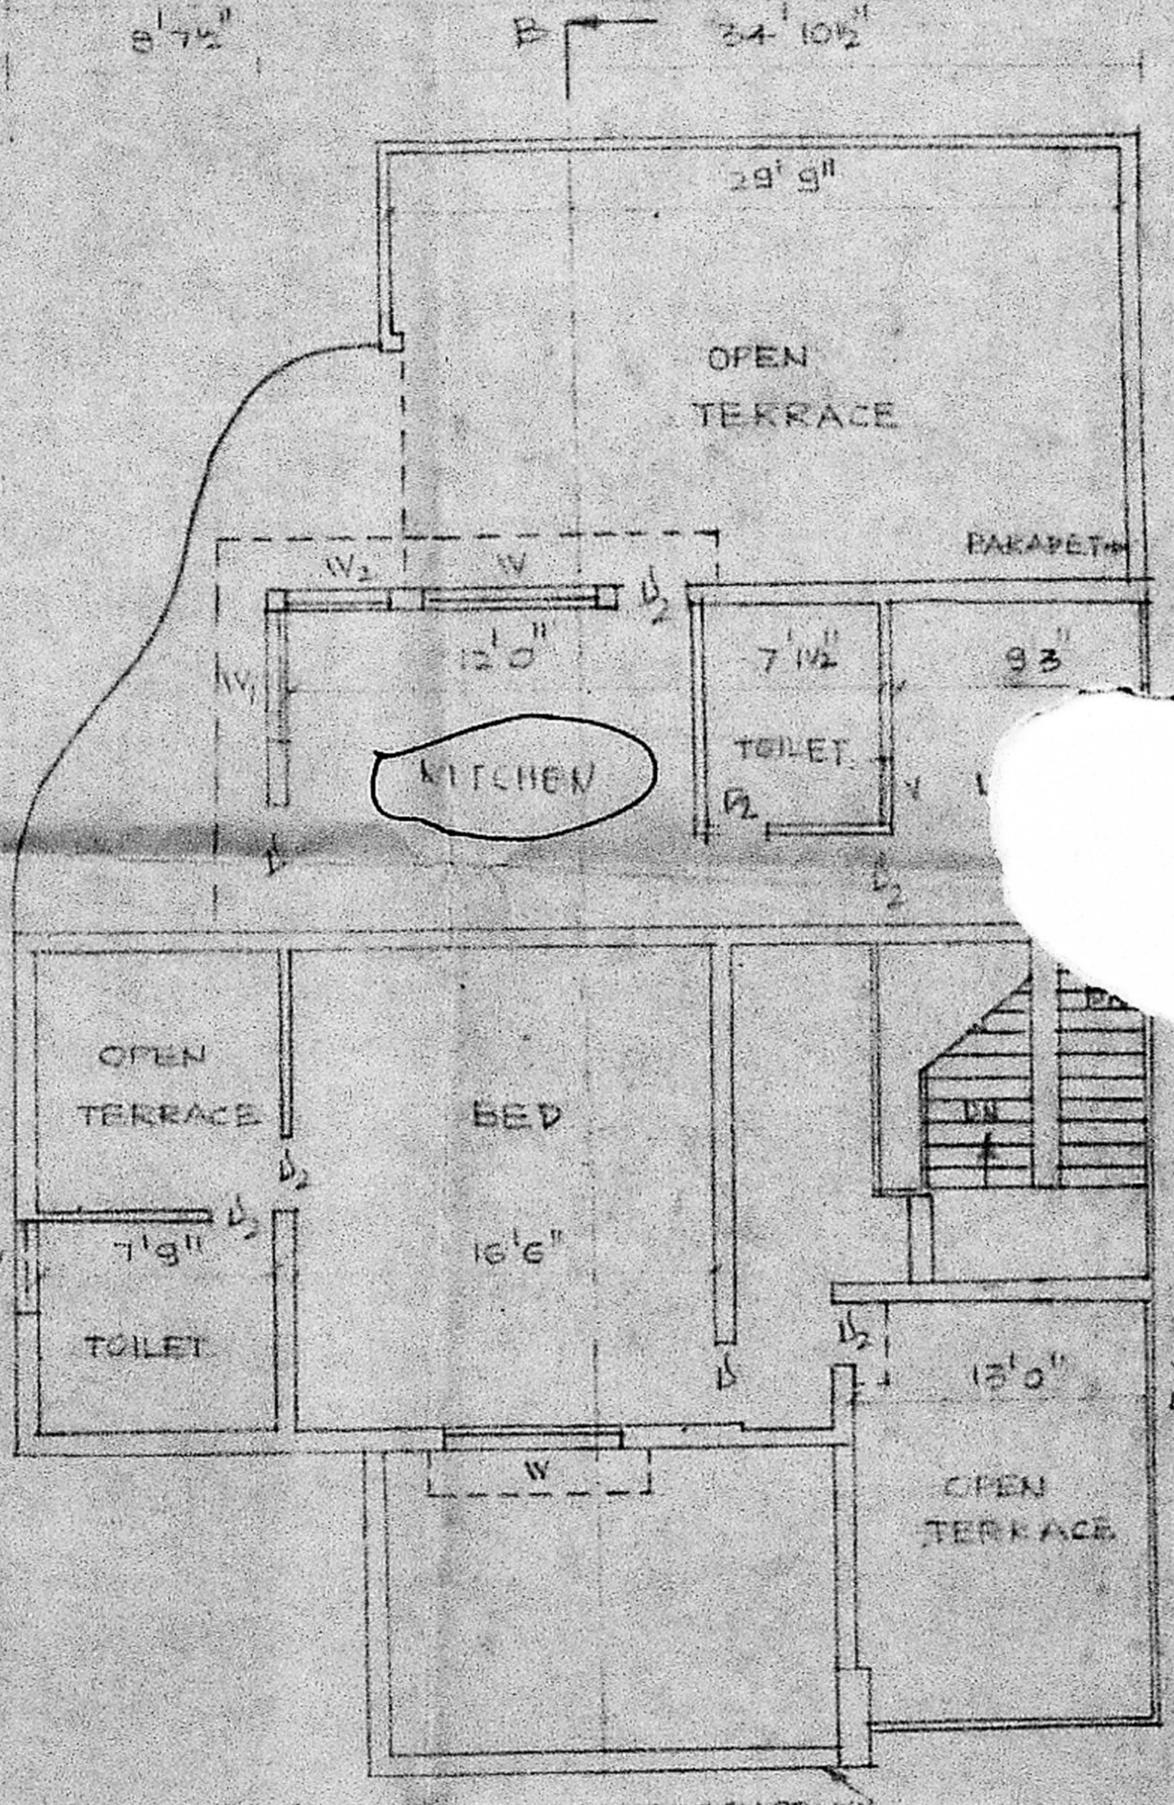 8'7½"
B
34'10½"
29'9"
OPEN
TERRACE
PARAPET
W2
W
D2
W1
12'0"
7'1½"
93"
KITCHEN
TOILET
D2
V
D
D2
OPEN
TERRACE
BED
DN
D2
D2
7'9"
16'6"
TOILET
D2
D
13'0"
W
OPEN
TERRACE